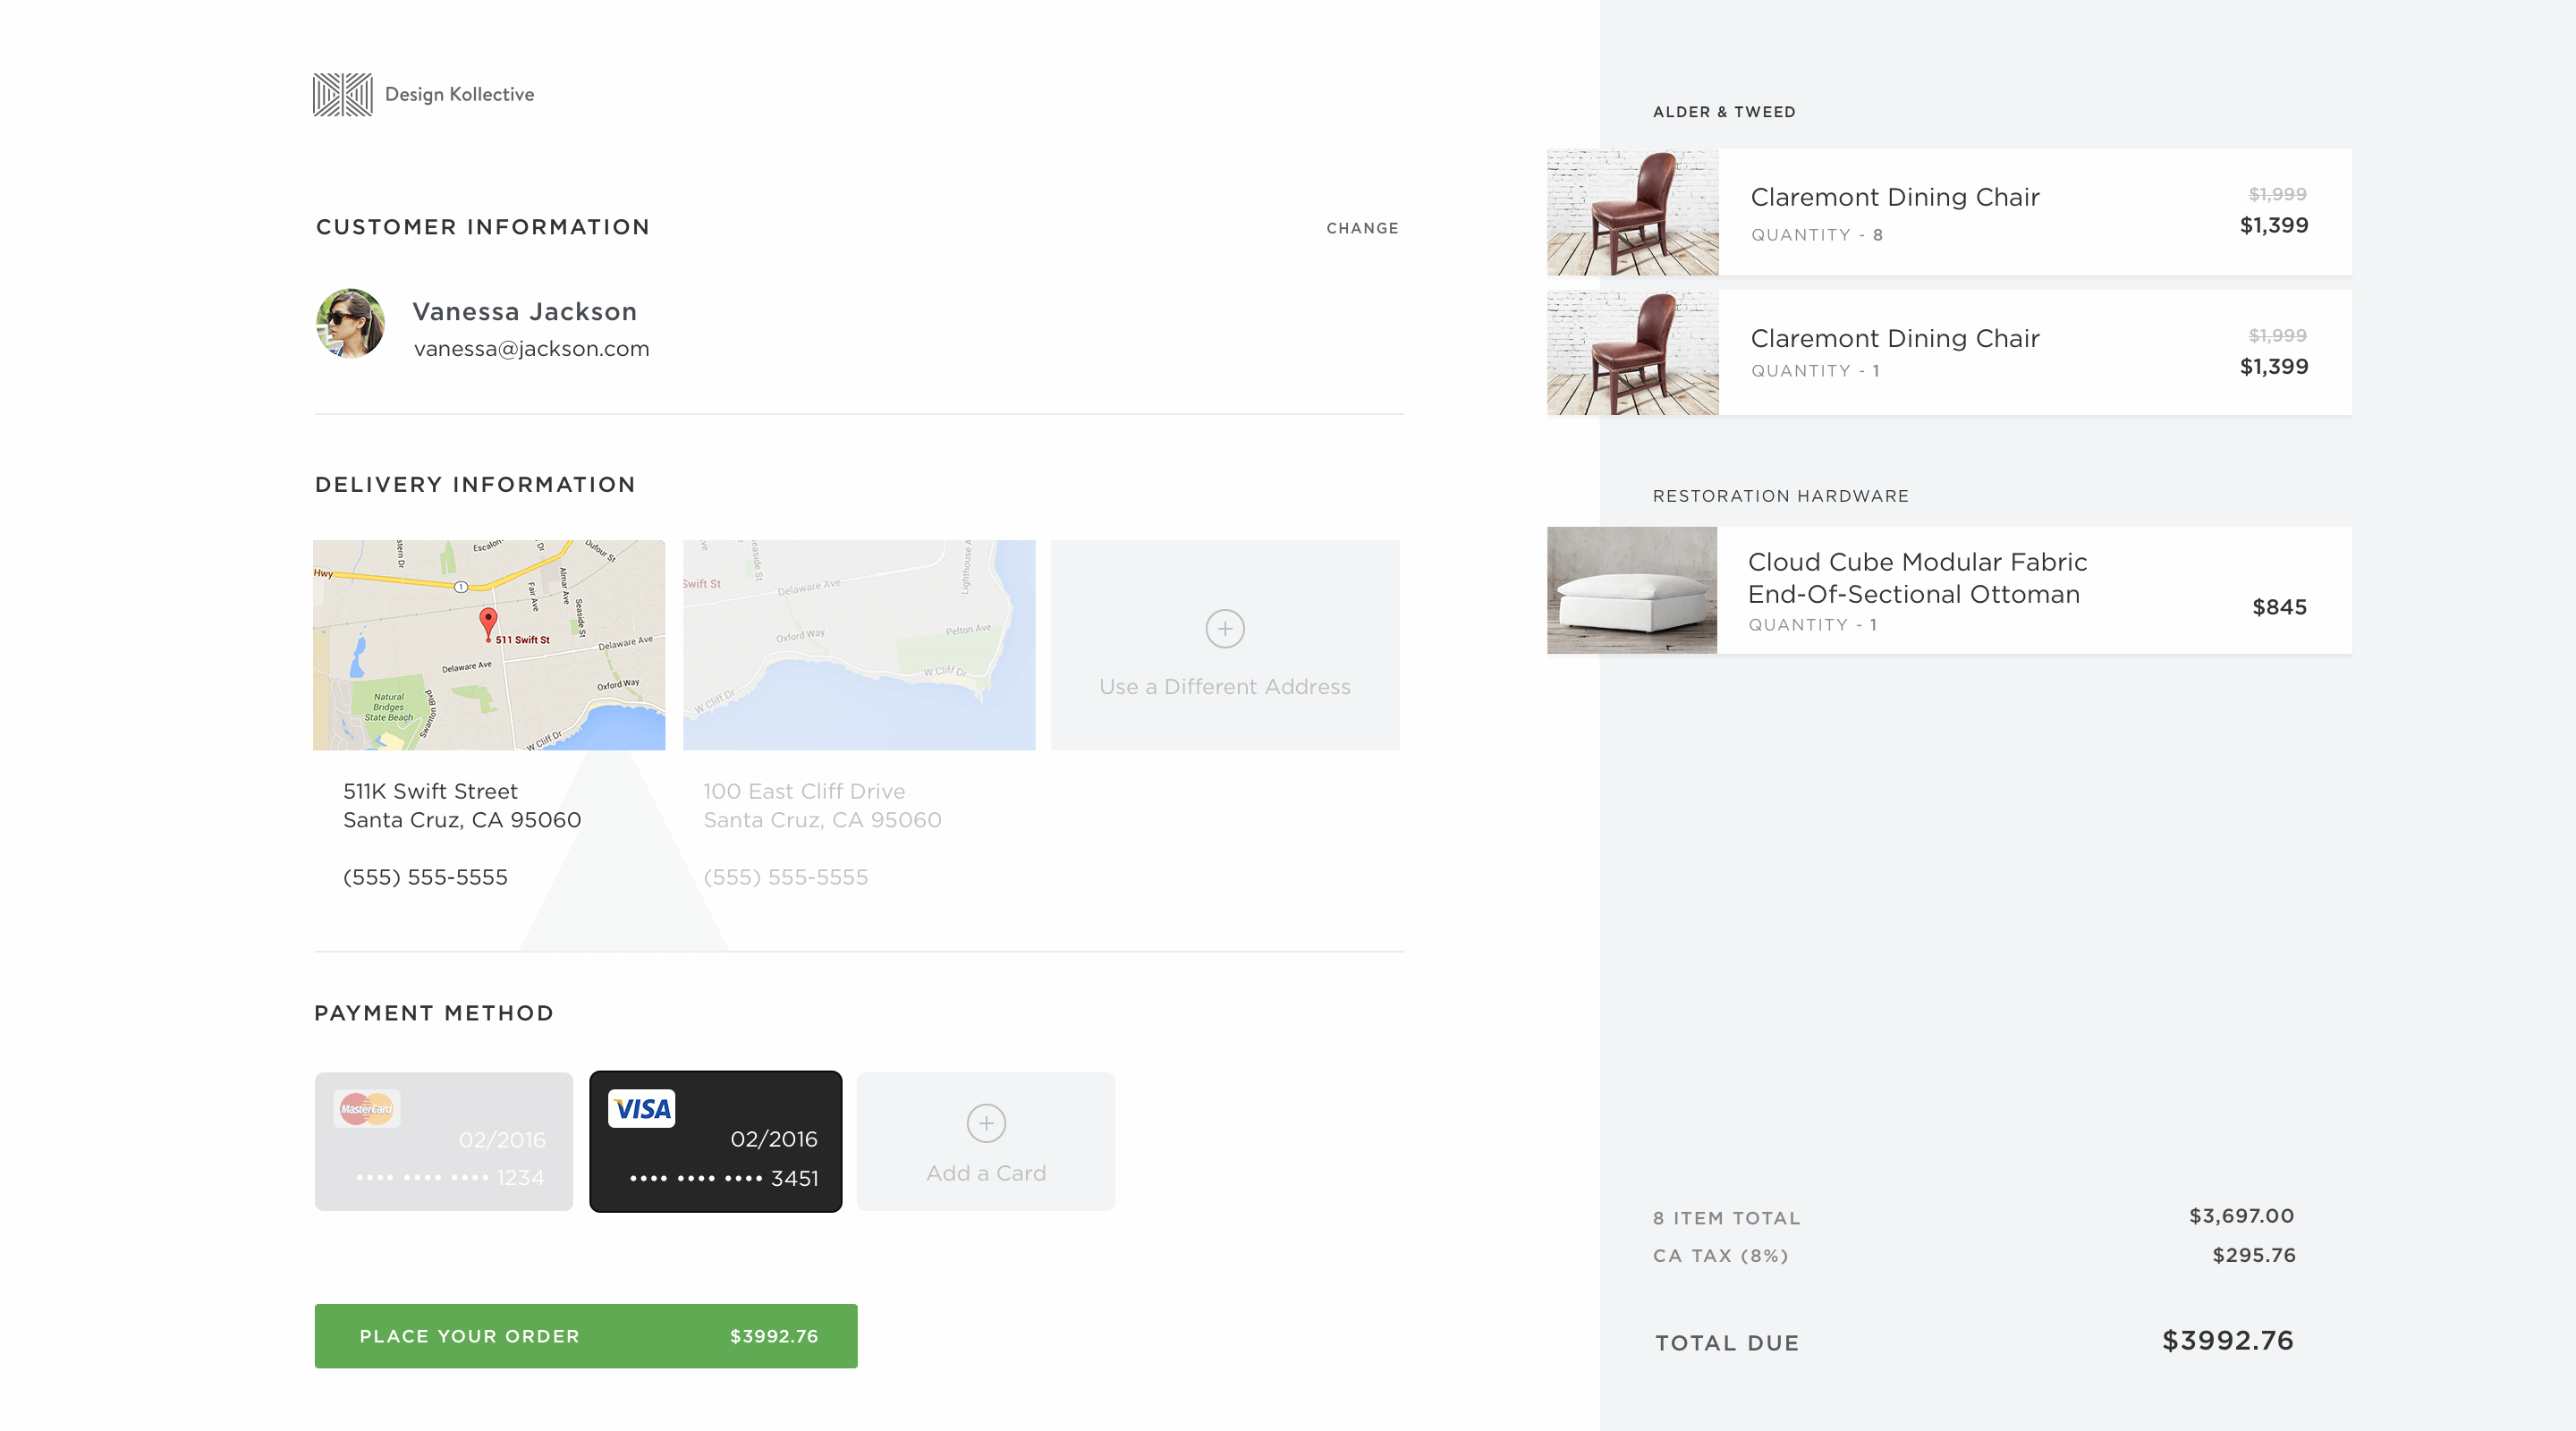 Design Kollective
CUSTOMER INFORMATION
CHANGE
Vanessa Jackson
vanessa@jackson.com
DELIVERY INFORMATION
Hwy
stern Dr
Escalon
Dr
Dufour St
1
Fair Ave
Almar Ave
Seaside St
511 Swift St
Delaware Ave
Delaware Ave
Oxford Way
Natural
Bridges
State Beach
Swanton Blvd
W Cliff Dr
ve
Seaside St
Swift St
Delaware Ave
Lighthouse A
Oxford Way
Pelton Ave
W Cliff Dr
W Cliff Dr
Use a Different Address
511K Swift Street
Santa Cruz, CA 95060
(555) 555-5555
100 East Cliff Drive
Santa Cruz, CA 95060
(555) 555-5555
PAYMENT METHOD
MasterCard
02/2016
•••• •••• •••• 1234
VISA
02/2016
•••• •••• •••• 3451
Add a Card
PLACE YOUR ORDER $3992.76
ALDER & TWEED
Claremont Dining Chair
QUANTITY - 8
$1,999
$1,399
Claremont Dining Chair
QUANTITY - 1
$1,999
$1,399
RESTORATION HARDWARE
Cloud Cube Modular Fabric
End-Of-Sectional Ottoman
QUANTITY - 1
$845
8 ITEM TOTAL $3,697.00
CA TAX (8%) $295.76
TOTAL DUE $3992.76